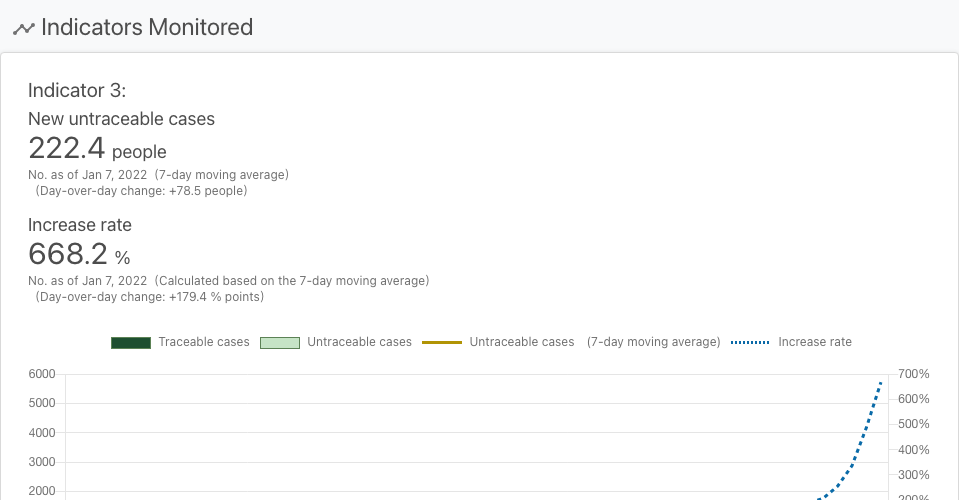 Indicators Monitored
Indicator 3:
New untraceable cases
222.4 people
No. as of Jan 7, 2022 (7-day moving average)
(Day-over-day change: +78.5 people)
Increase rate
668.2 %
No. as of Jan 7, 2022 (Calculated based on the 7-day moving average)
(Day-over-day change: +179.4 % points)
Traceable cases Untraceable cases Untraceable cases (7-day moving average) Increase rate
6000 700%
5000 600%
4000 500%
3000 400%
2000 300%
200%